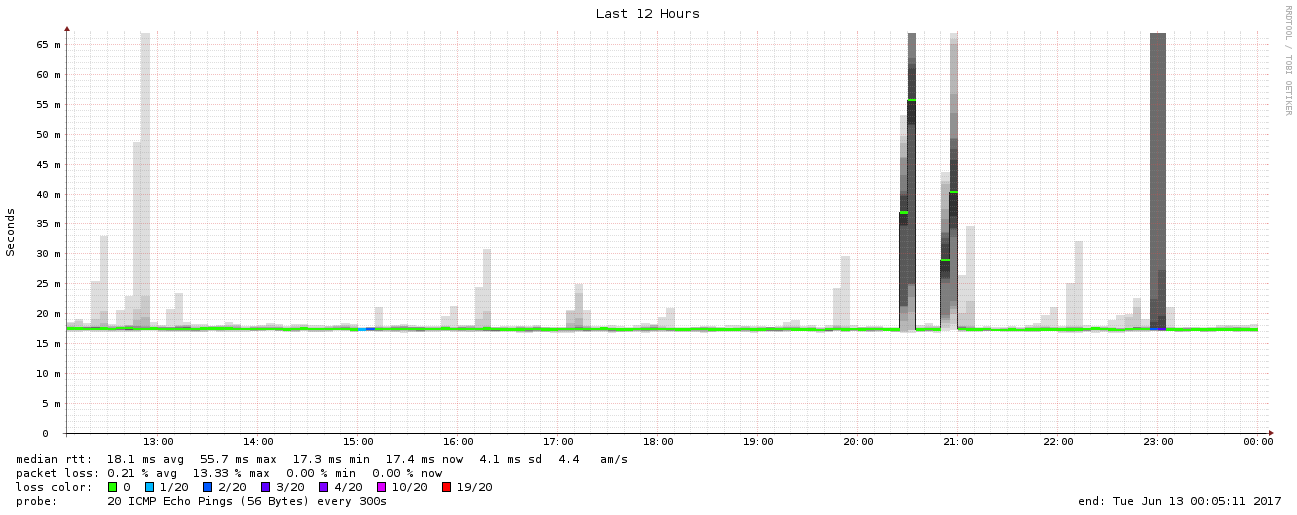 Last 12 Hours
RRDTOOL / TOBI OETIKER
Seconds
65 m
60 m
55 m
50 m
45 m
40 m
35 m
30 m
25 m
20 m
15 m
10 m
5 m
0
13:00 14:00 15:00 16:00 17:00 18:00 19:00 20:00 21:00 22:00 23:00 00:00
median rtt: 18.1 ms avg 55.7 ms max 17.3 ms min 17.4 ms now 4.1 ms sd 4.4 am/s
packet loss: 0.21 % avg 13.33 % max 0.00 % min 0.00 % now
loss color: 0 1/20 2/20 3/20 4/20 10/20 19/20
probe: 20 ICMP Echo Pings (56 Bytes) every 300s end: Tue Jun 13 00:05:11 2017